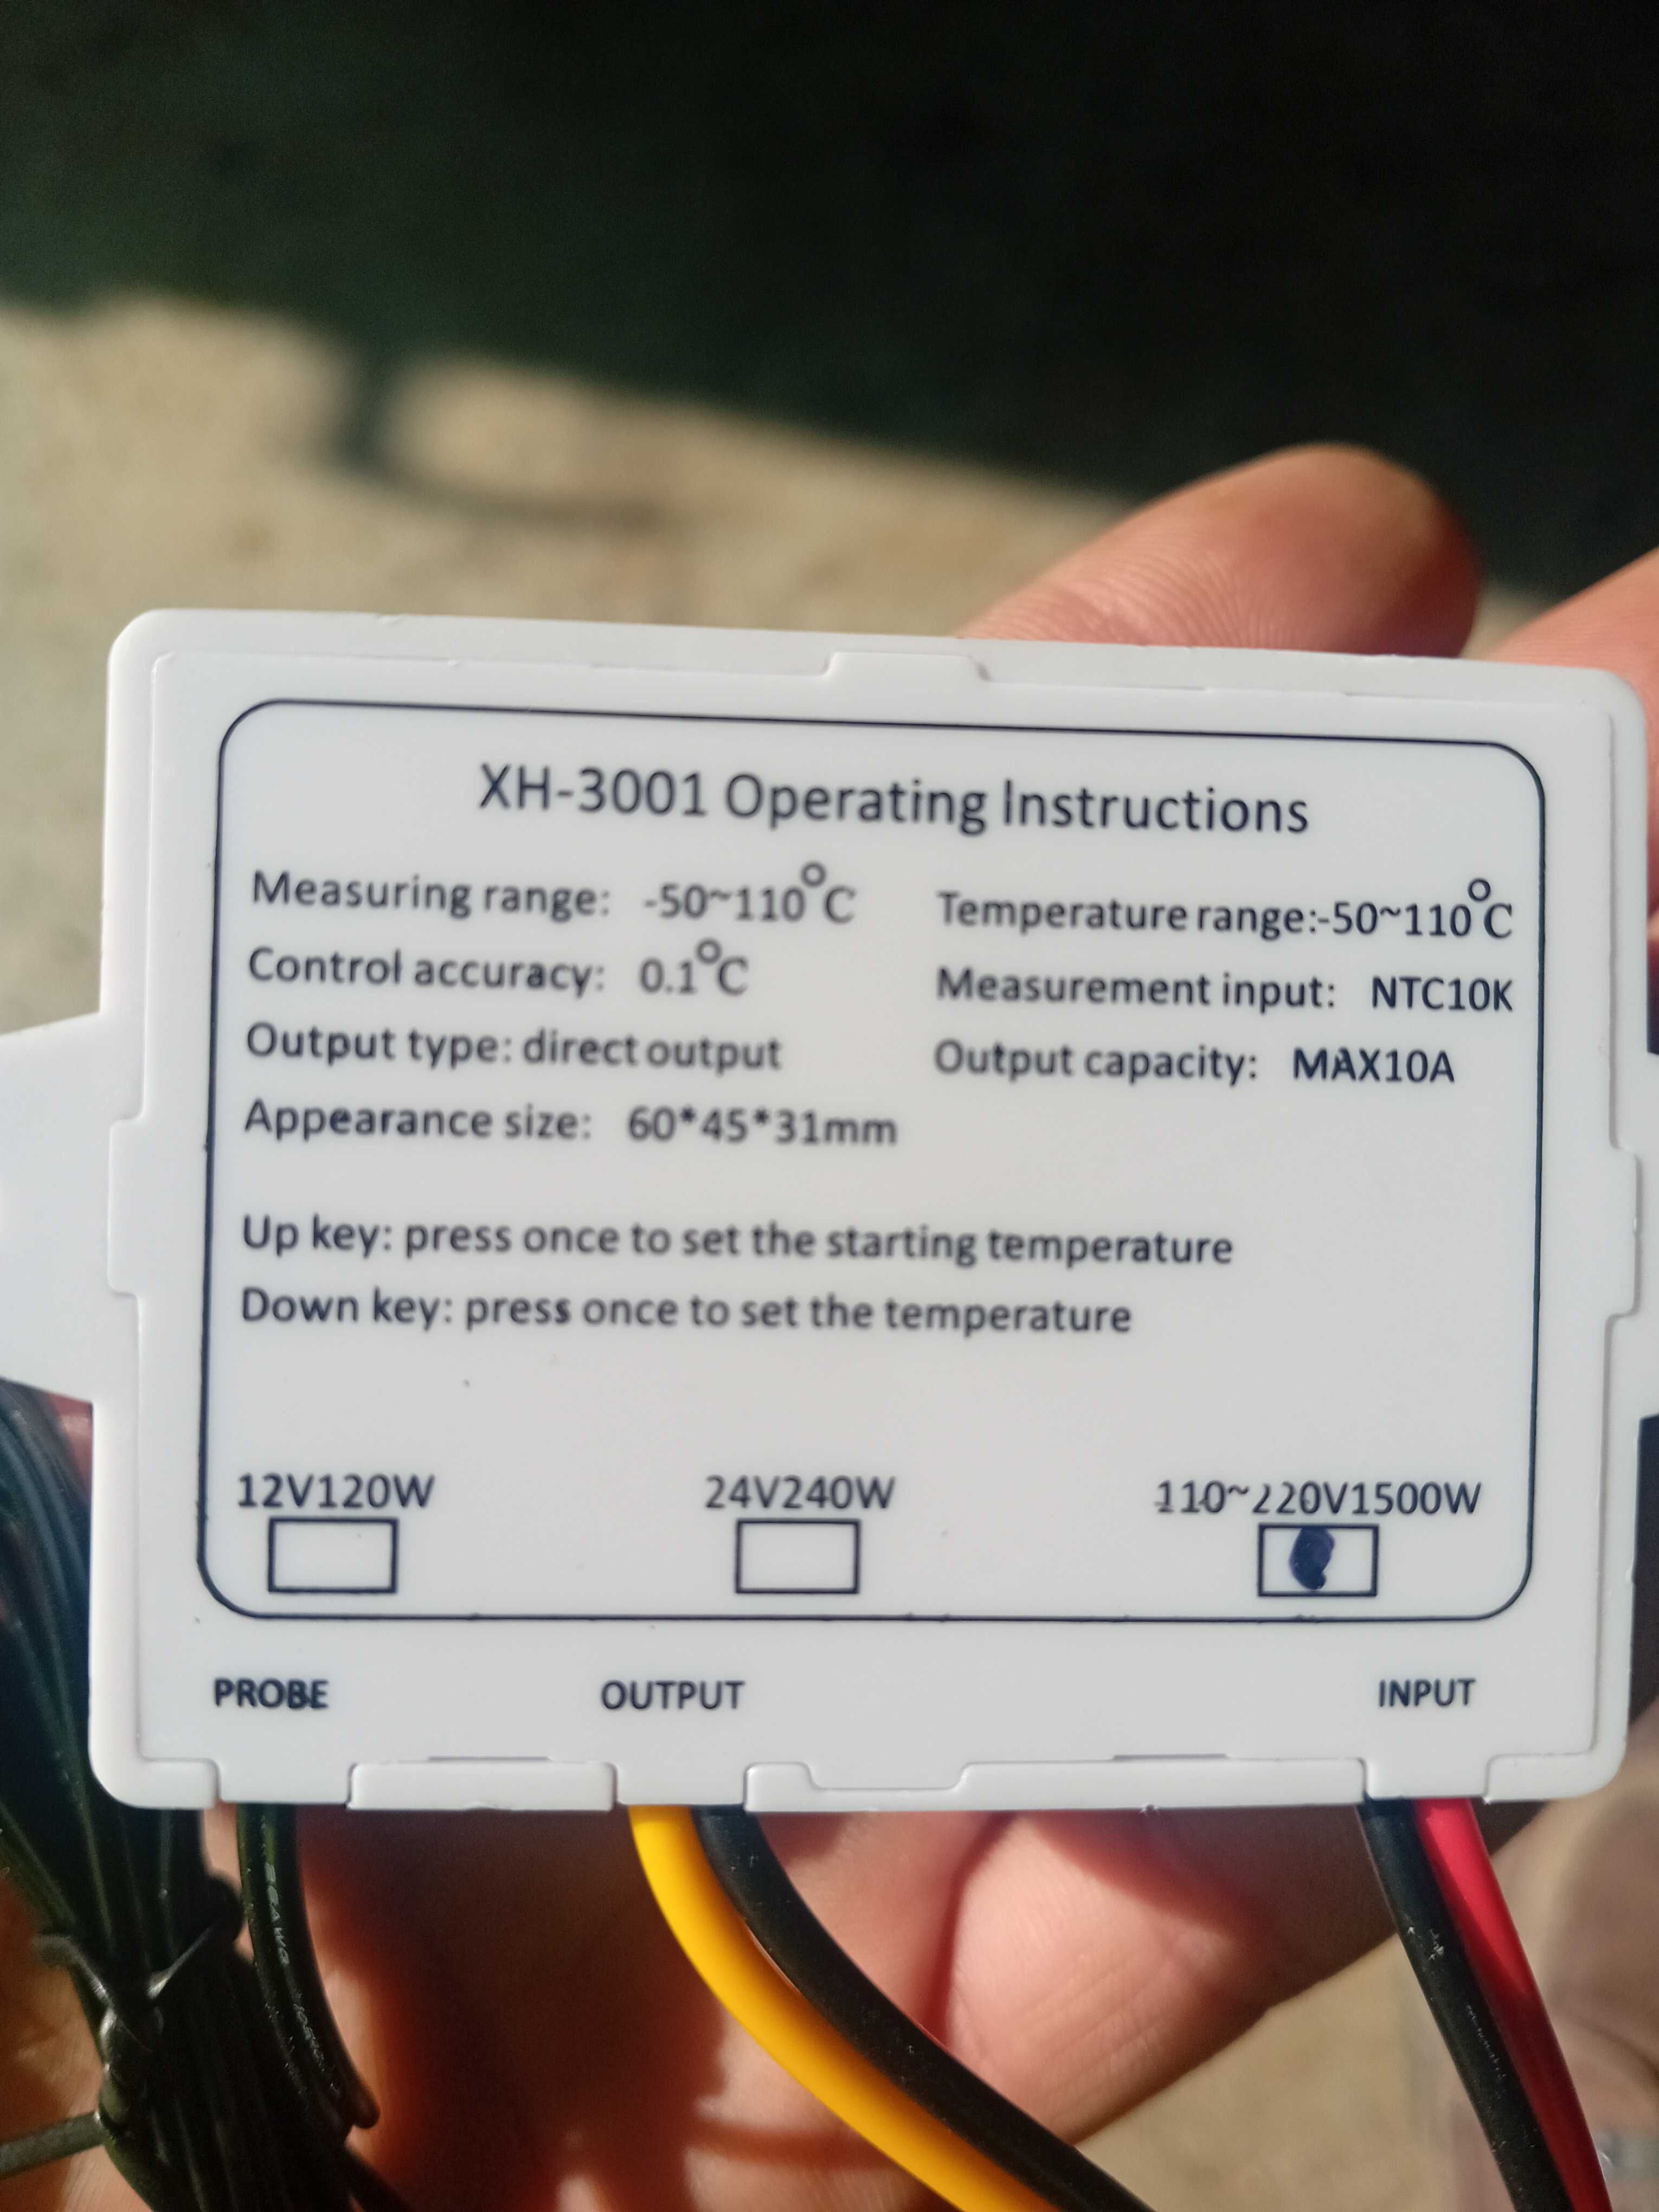 XH-3001 Operating Instructions
Measuring range: -50~110°C Temperature range:-50~110°C
Control accuracy: 0.1°C Measurement input: NTC10K
Output type: direct output Output capacity: MAX10A
Appearance size: 60*45*31mm
Up key: press once to set the starting temperature
Down key: press once to set the temperature
12V120W 24V240W 110~220V1500W
PROBE OUTPUT INPUT